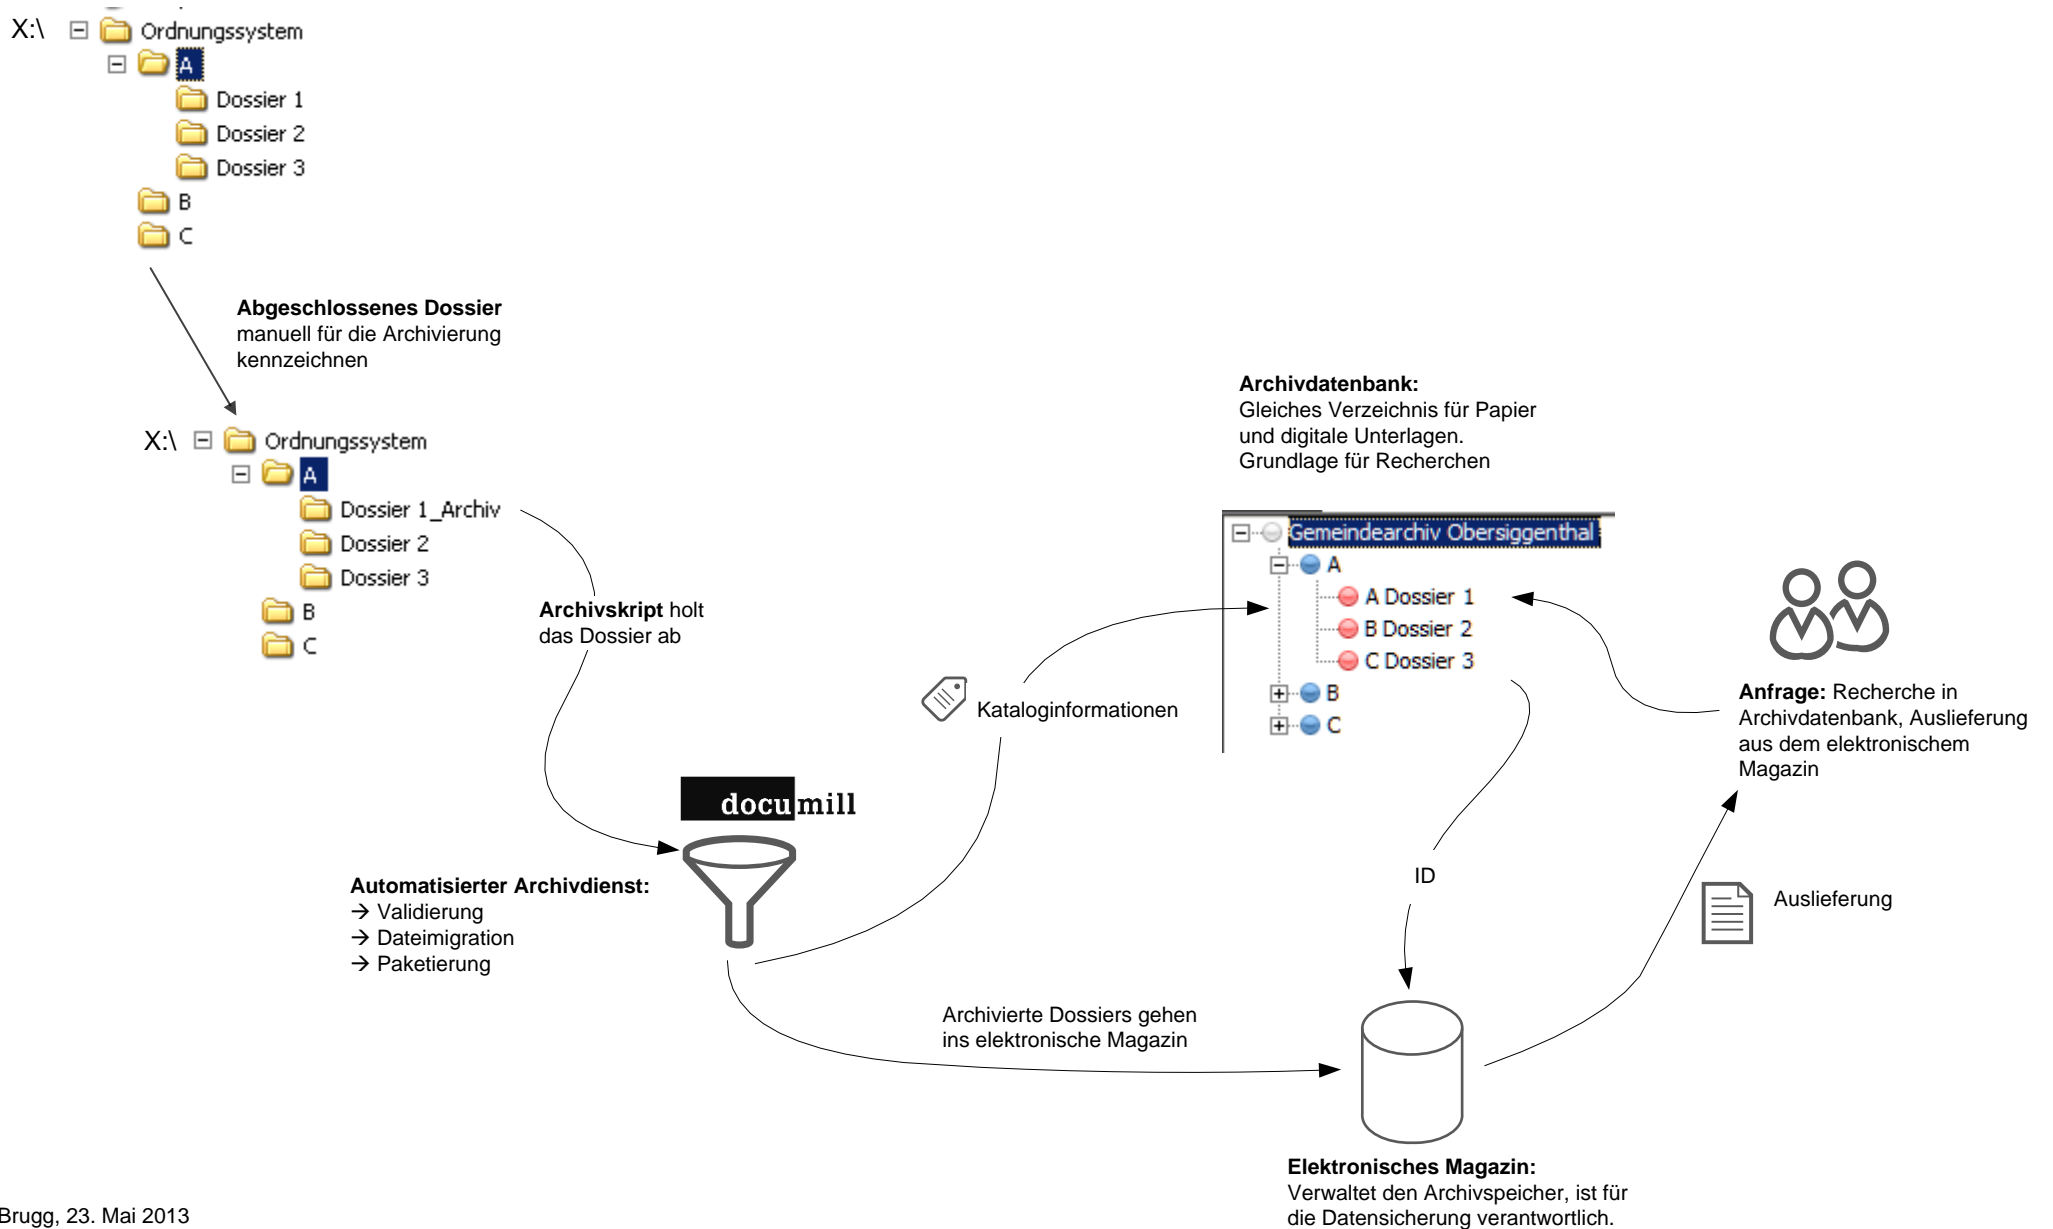 X:\
Ordnungssystem
A
Dossier 1
Dossier 2
Dossier 3
B
C
Abgeschlossenes Dossier
manuell für die Archivierung
kennzeichnen
X:\
Ordnungssystem
A
Dossier 1_Archiv
Dossier 2
Dossier 3
B
C
Archivskript holt
das Dossier ab
documill
Automatisierter Archivdienst:
→ Validierung
→ Dateimigration
→ Paketierung
Kataloginformationen
Archivdatenbank:
Gleiches Verzeichnis für Papier
und digitale Unterlagen.
Grundlage für Recherchen
Gemeindearchiv Obersiggenthal
A
A Dossier 1
B Dossier 2
C Dossier 3
B
C
Anfrage: Recherche in
Archivdatenbank, Auslieferung
aus dem elektronischem
Magazin
ID
Auslieferung
Archivierte Dossiers gehen
ins elektronische Magazin
Elektronisches Magazin:
Verwaltet den Archivspeicher, ist für
die Datensicherung verantwortlich.
Brugg, 23. Mai 2013